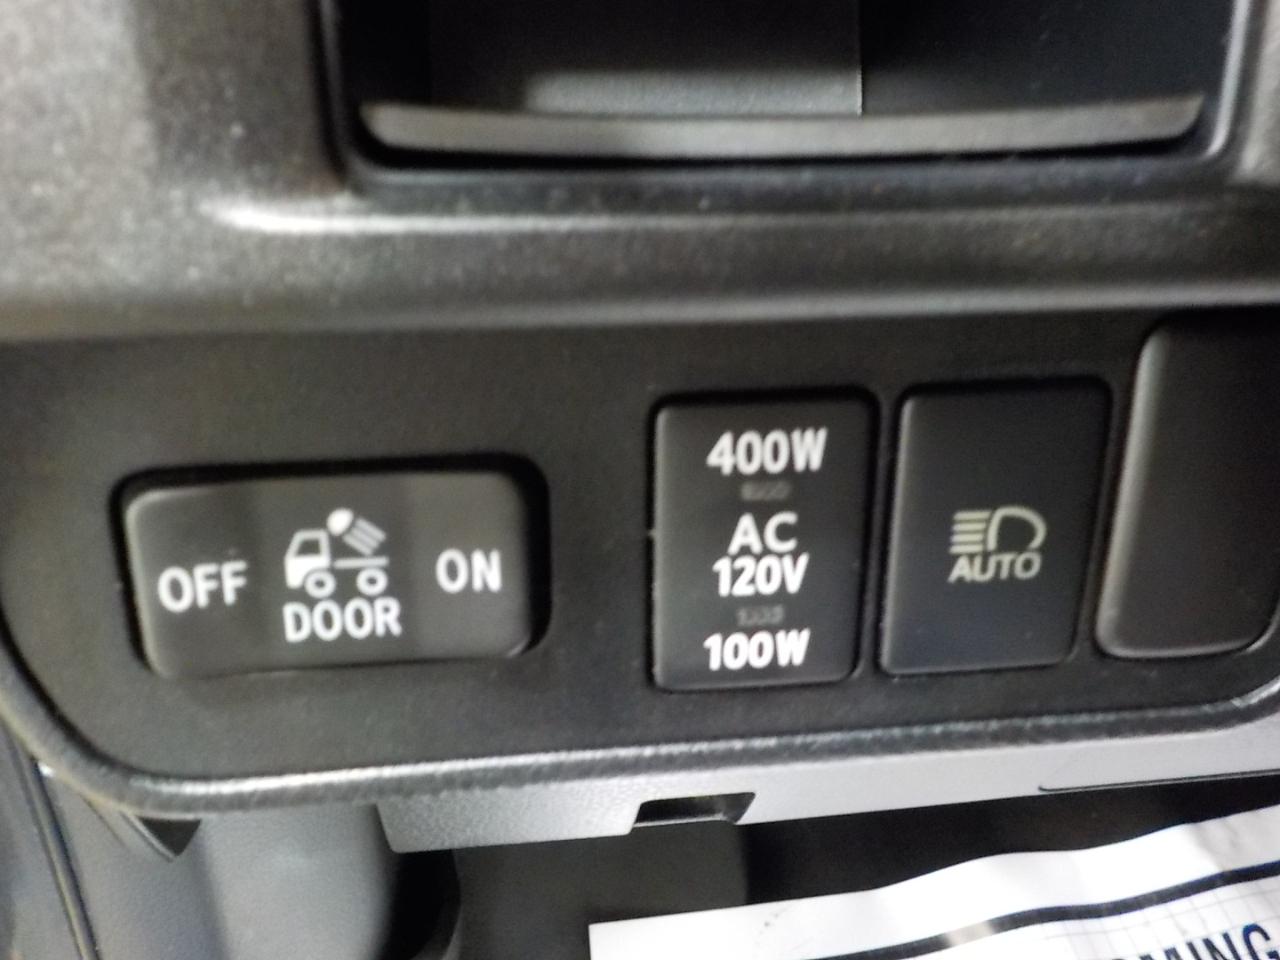 OFF
DOOR
ON
400W
AC
120V
100W
AUTO